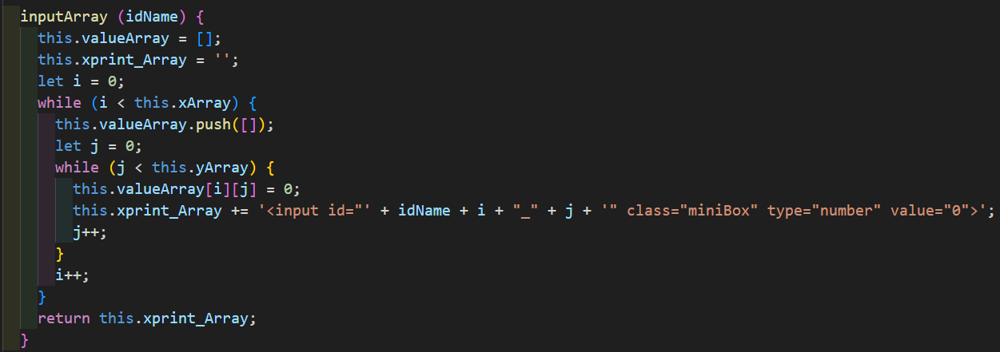 inputArray (idName) {
this.valueArray = [];
this.xprint_Array = '';
let i = 0;
while (i < this.xArray) {
this.valueArray.push([]);
let j = 0;
while (j < this.yArray) {
this.valueArray[i][j] = 0;
this.xprint_Array += '<input id="' + idName + i + "_" + j + '" class="miniBox" type="number" value="0">';
j++;
}
i++;
}
return this.xprint_Array;
}